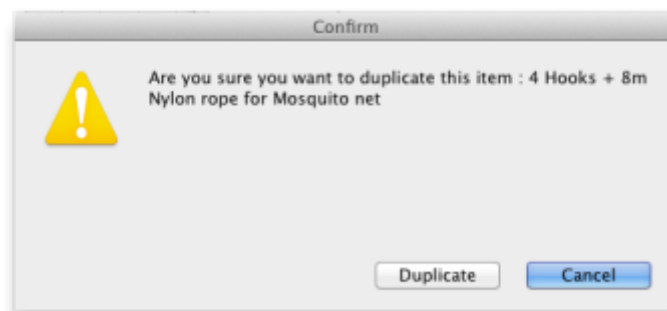 Confirm
Are you sure you want to duplicate this item : 4 Hooks + 8m
Nylon rope for Mosquito net
Duplicate
Cancel